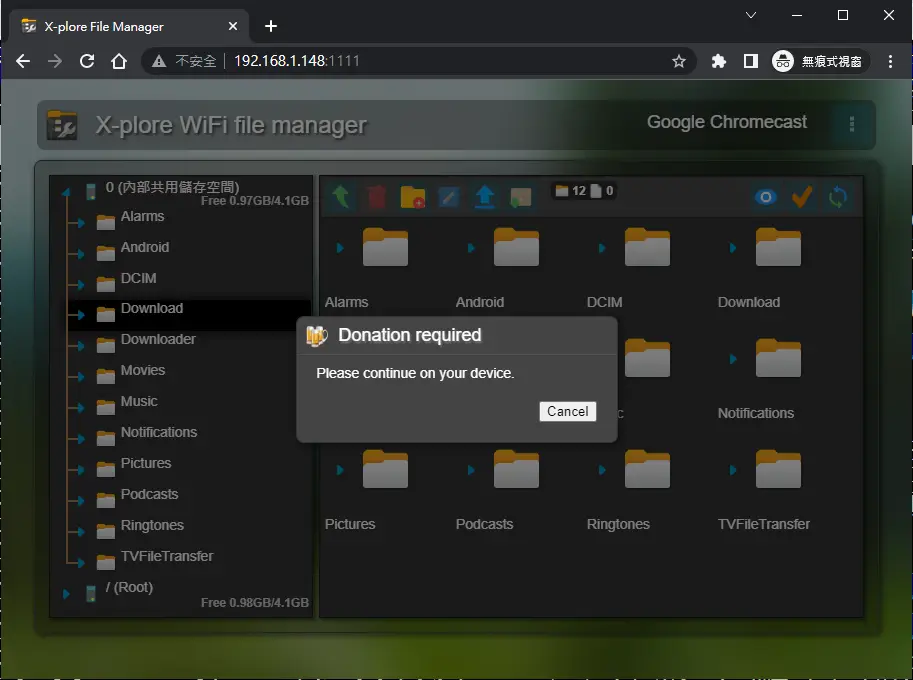 X-plore File Manager
不安全 192.168.1.148:1111
無痕式視窗
X-plore WiFi file manager
Google Chromecast
0 (內部共用儲存空間)
Free 0.97GB/4.1GB
Alarms
Android
DCIM
Download
Downloader
Movies
Music
Notifications
Pictures
Podcasts
Ringtones
TVFileTransfer
/ (Root)
Free 0.98GB/4.1GB
12 0
Alarms
Android
DCIM
Download
Donation required
Please continue on your device.
Cancel
Notifications
Pictures
Podcasts
Ringtones
TVFileTransfer